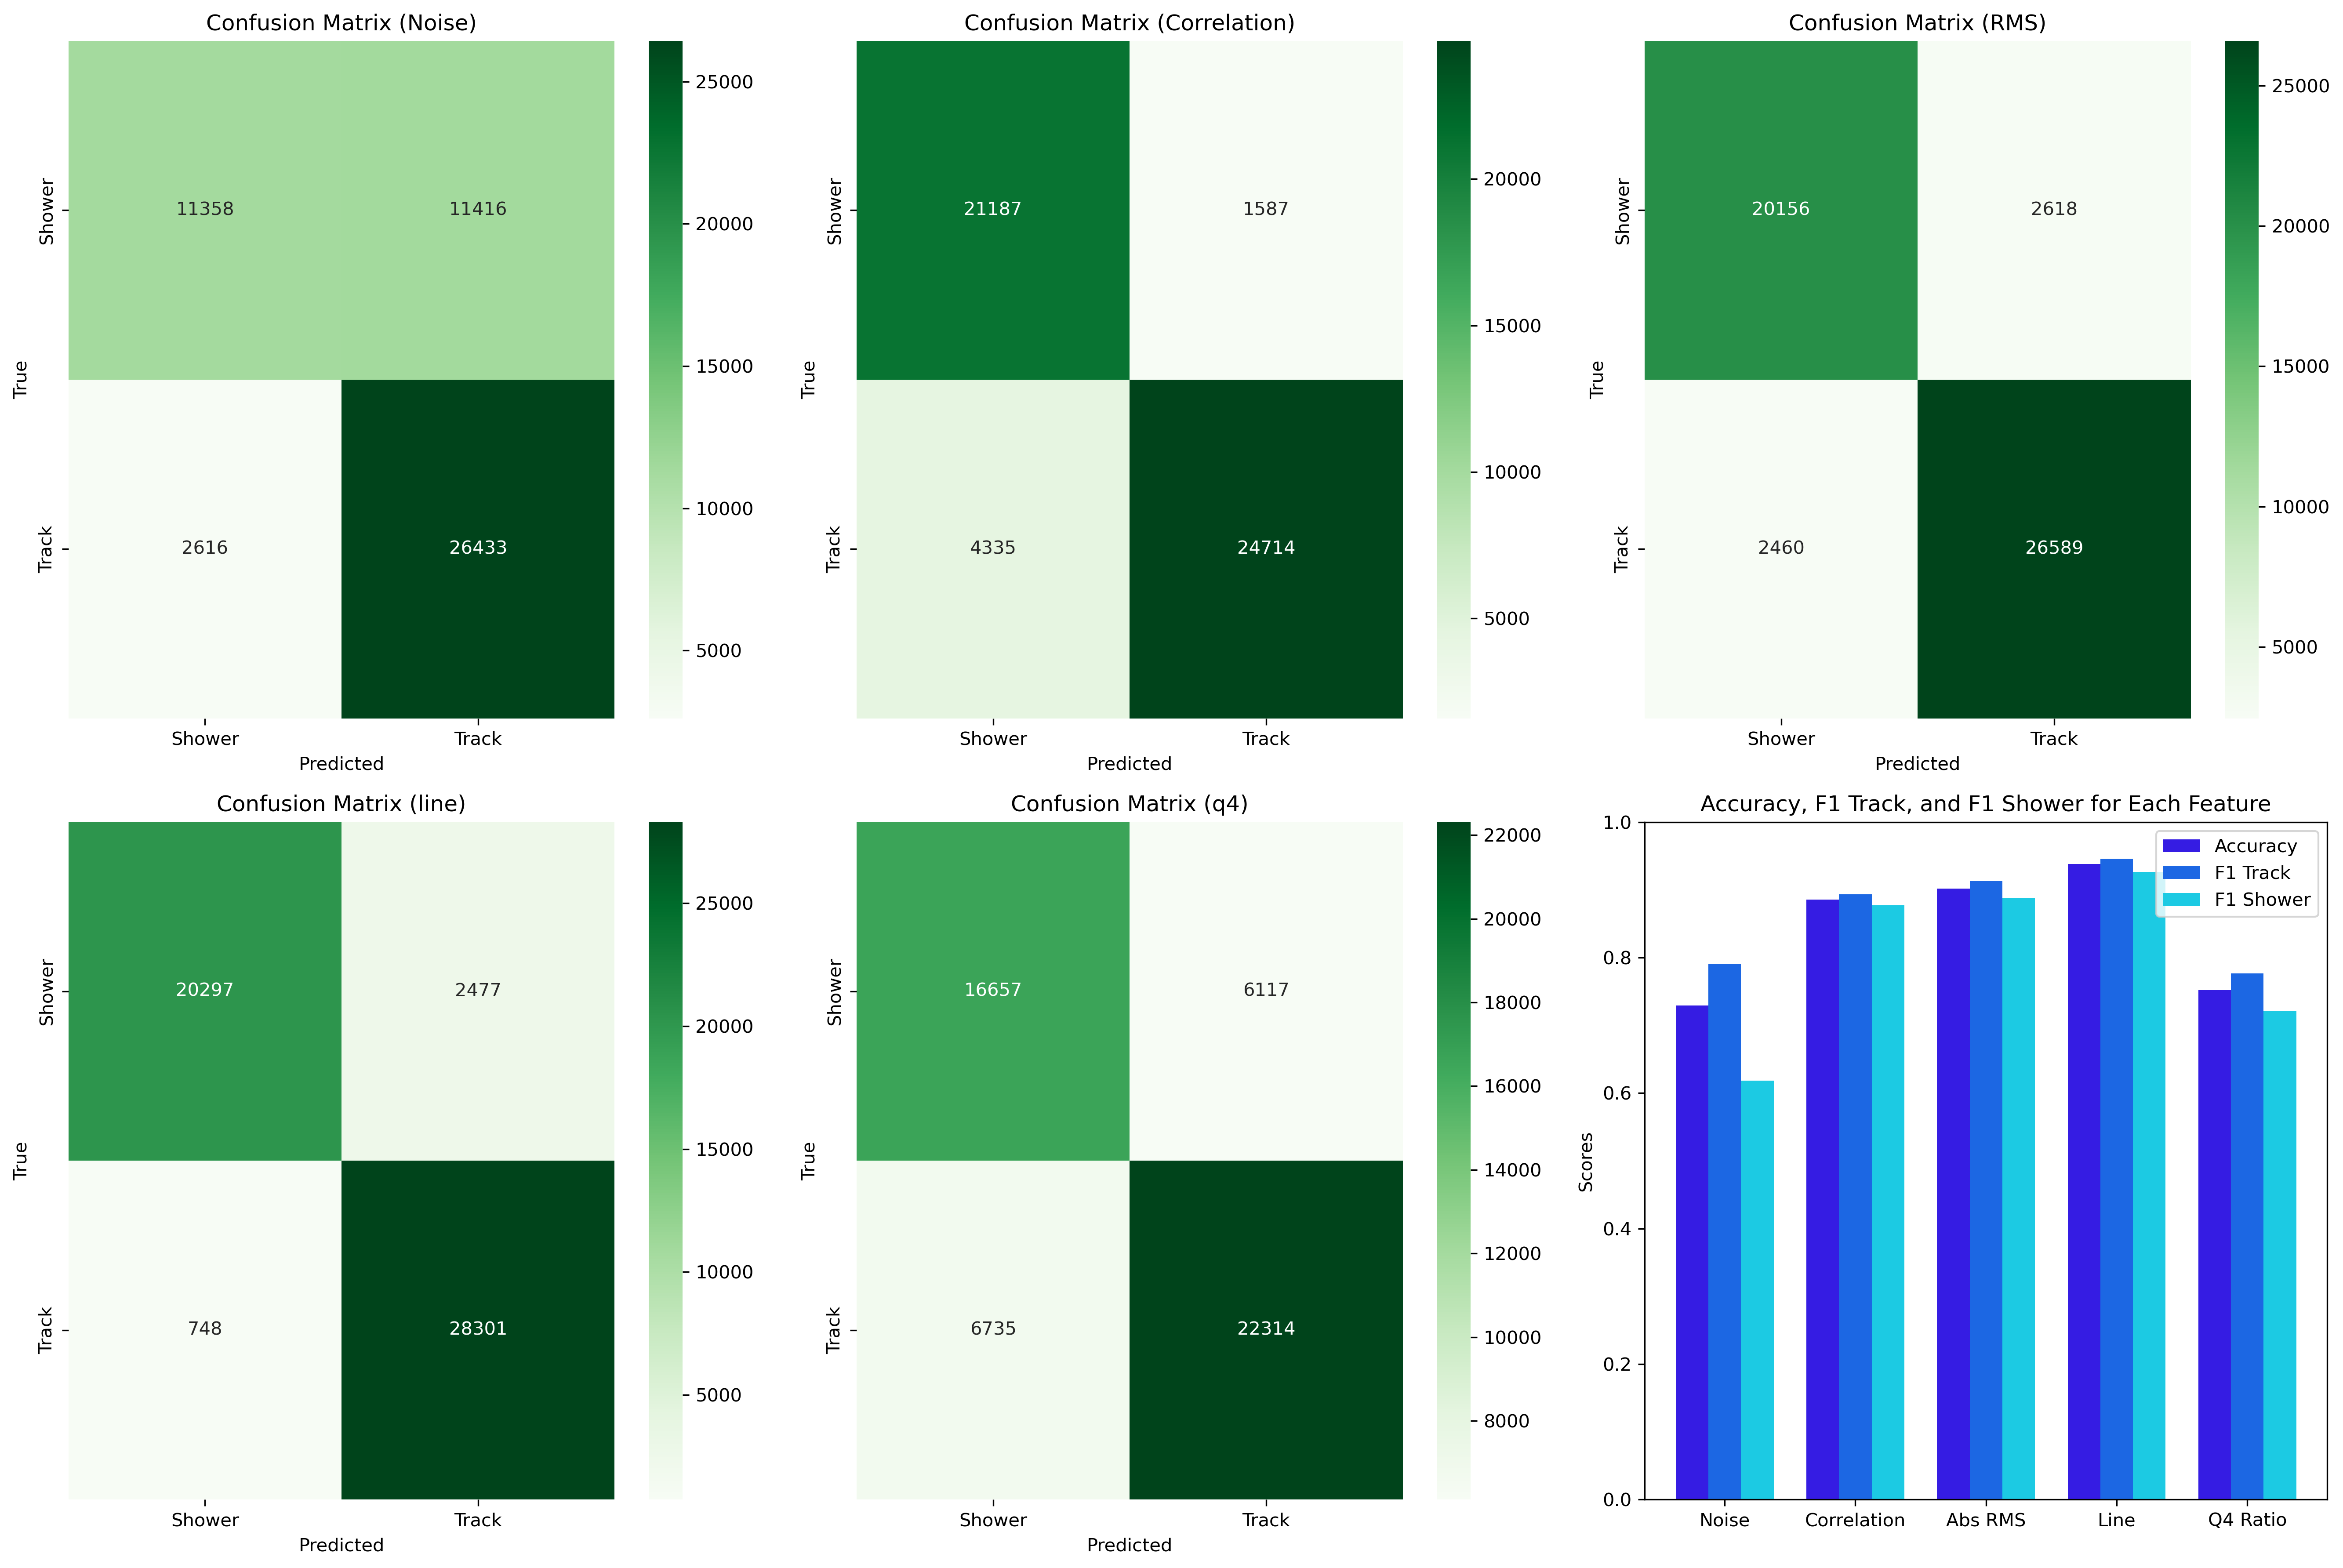 Confusion Matrix (Noise)
Shower
Track
True
11358
11416
2616
26433
Shower
Track
Predicted
25000
20000
15000
10000
5000
Confusion Matrix (Correlation)
Shower
Track
True
21187
1587
4335
24714
Shower
Track
Predicted
20000
15000
10000
5000
Confusion Matrix (RMS)
Shower
Track
True
20156
2618
2460
26589
Shower
Track
Predicted
25000
20000
15000
10000
5000
Confusion Matrix (line)
Shower
Track
True
20297
2477
748
28301
Shower
Track
Predicted
25000
20000
15000
10000
5000
Confusion Matrix (q4)
Shower
Track
True
16657
6117
6735
22314
Shower
Track
Predicted
22000
20000
18000
16000
14000
12000
10000
8000
Accuracy, F1 Track, and F1 Shower for Each Feature
Accuracy
F1 Track
F1 Shower
Scores
1.0
0.8
0.6
0.4
0.2
0.0
Noise
Correlation
Abs RMS
Line
Q4 Ratio